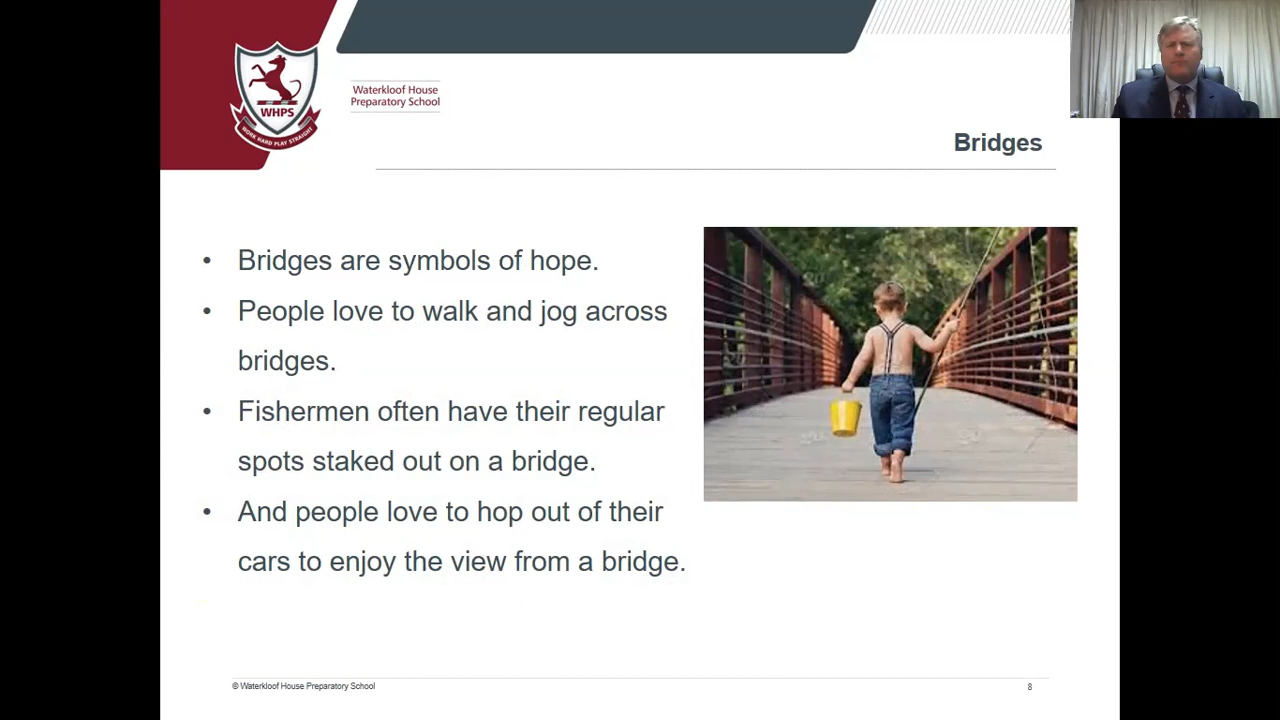 WHPS
WORK HARD PLAY STRAIGHT
Waterkloof House
Preparatory School
Bridges
• Bridges are symbols of hope.
• People love to walk and jog across
bridges.
• Fishermen often have their regular
spots staked out on a bridge.
• And people love to hop out of their
cars to enjoy the view from a bridge.
© Waterkloof House Preparatory School
8